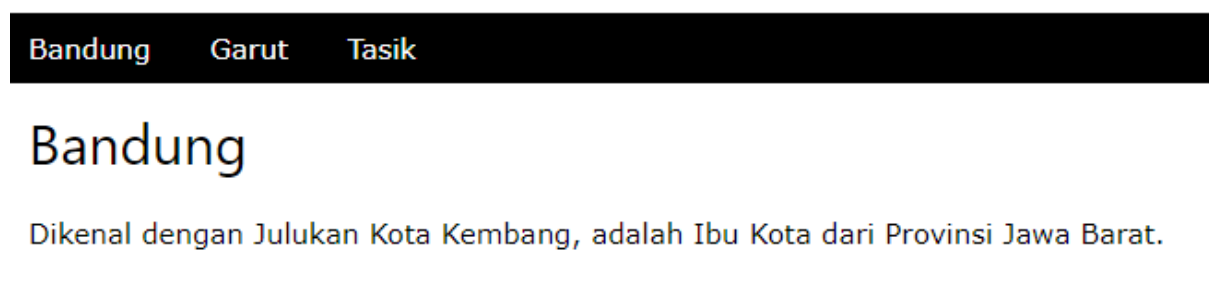 Bandung Garut Tasik
Bandung
Dikenal dengan Julukan Kota Kembang, adalah Ibu Kota dari Provinsi Jawa Barat.